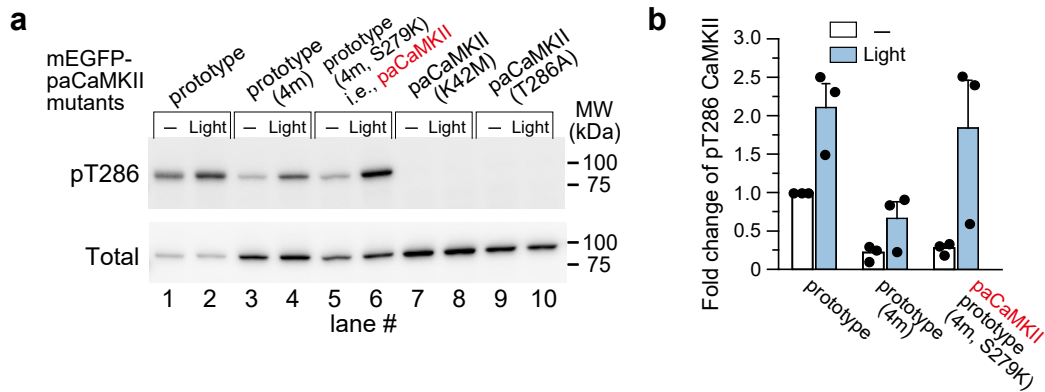 a
mEGFP-
paCaMKII
mutants
prototype
prototype
(4m)
prototype
(4m, S279K)
i.e., paCaMKII
paCaMKII
(K42M)
paCaMKII
(T286A)
MW
(kDa)
– Light – Light – Light – Light – Light
pT286
100
75
Total
100
75
1 2 3 4 5 6 7 8 9 10
lane #
b
–
Light
Fold change of pT286 CaMKII
3.0
2.5
2.0
1.5
1.0
0.5
0
prototype
prototype
(4m)
paCaMKII
prototype
(4m, S279K)